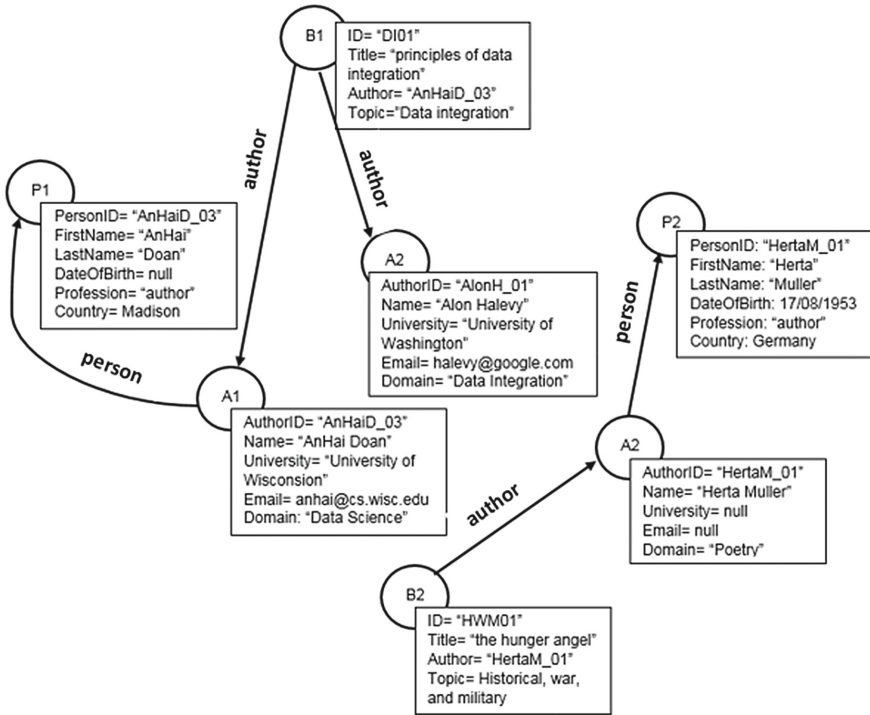 B1
ID= “DI01”
Title= “principles of data
integration”
Author= “AnHaiD_03”
Topic=”Data integration”
author
author
P1
PersonID= “AnHaiD_03”
FirstName= “AnHai”
LastName= “Doan”
DateOfBirth= null
Profession= “author”
Country= Madison
person
A2
AuthorID= “AlonH_01”
Name= “Alon Halevy”
University= “University of
Washington”
Email= halevy@google.com
Domain= “Data Integration”
P2
PersonID: “HertaM_01”
FirstName: “Herta”
LastName: “Muller”
DateOfBirth: 17/08/1953
Profession: “author”
Country: Germany
person
A1
AuthorID= “AnHaiD_03”
Name= “AnHai Doan”
University= “University of
Wisconsion”
Email= anhai@cs.wisc.edu
Domain: “Data Science”
A2
AuthorID= “HertaM_01”
Name= “Herta Muller”
University= null
Email= null
Domain= “Poetry”
author
B2
ID= “HWM01”
Title= “the hunger angel”
Author= “HertaM_01”
Topic= Historical, war,
and military